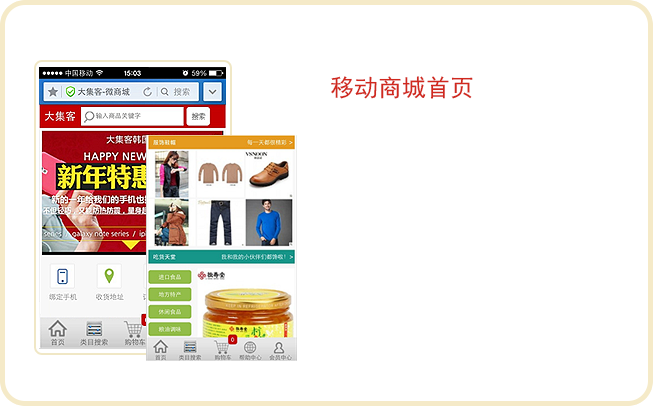 移动商城首页
中国移动
15:03
59%
大集客-微商城
搜索
大集客
输入商品关键字
搜索
大集客韩国
HAPPY NEW
新年特惠
新的一年给我们的手机也
series / galaxy note series / ip
绑定手机
收货地址
首页
类目搜索
购物车
服饰鞋帽
每一天都很精彩 >
VSNOON
吃货天堂
我和我的小伙伴们都馋啦！ >
进口食品
地方特产
休闲食品
粮油调味
首页
类目搜索
购物车
0
帮助中心
会员中心